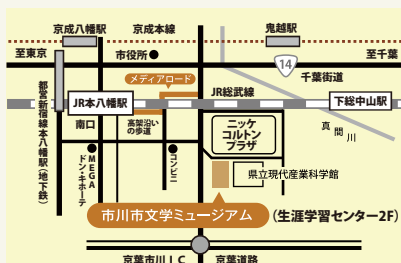 京成八幡駅
京成本線
鬼越駅
至東京
市役所
14
至千葉
千葉街道
メディアロード
JR総武線
都営新宿線本八幡駅(地下鉄)
JR本八幡駅
下総中山駅
南口
高架沿い
の歩道
ニッケ
コルトン
プラザ
真間川
MEGA
ドン・キホーテ
コンビニ
県立現代産業科学館
市川市文学ミュージアム
(生涯学習センター2F)
京葉市川IC
京葉道路